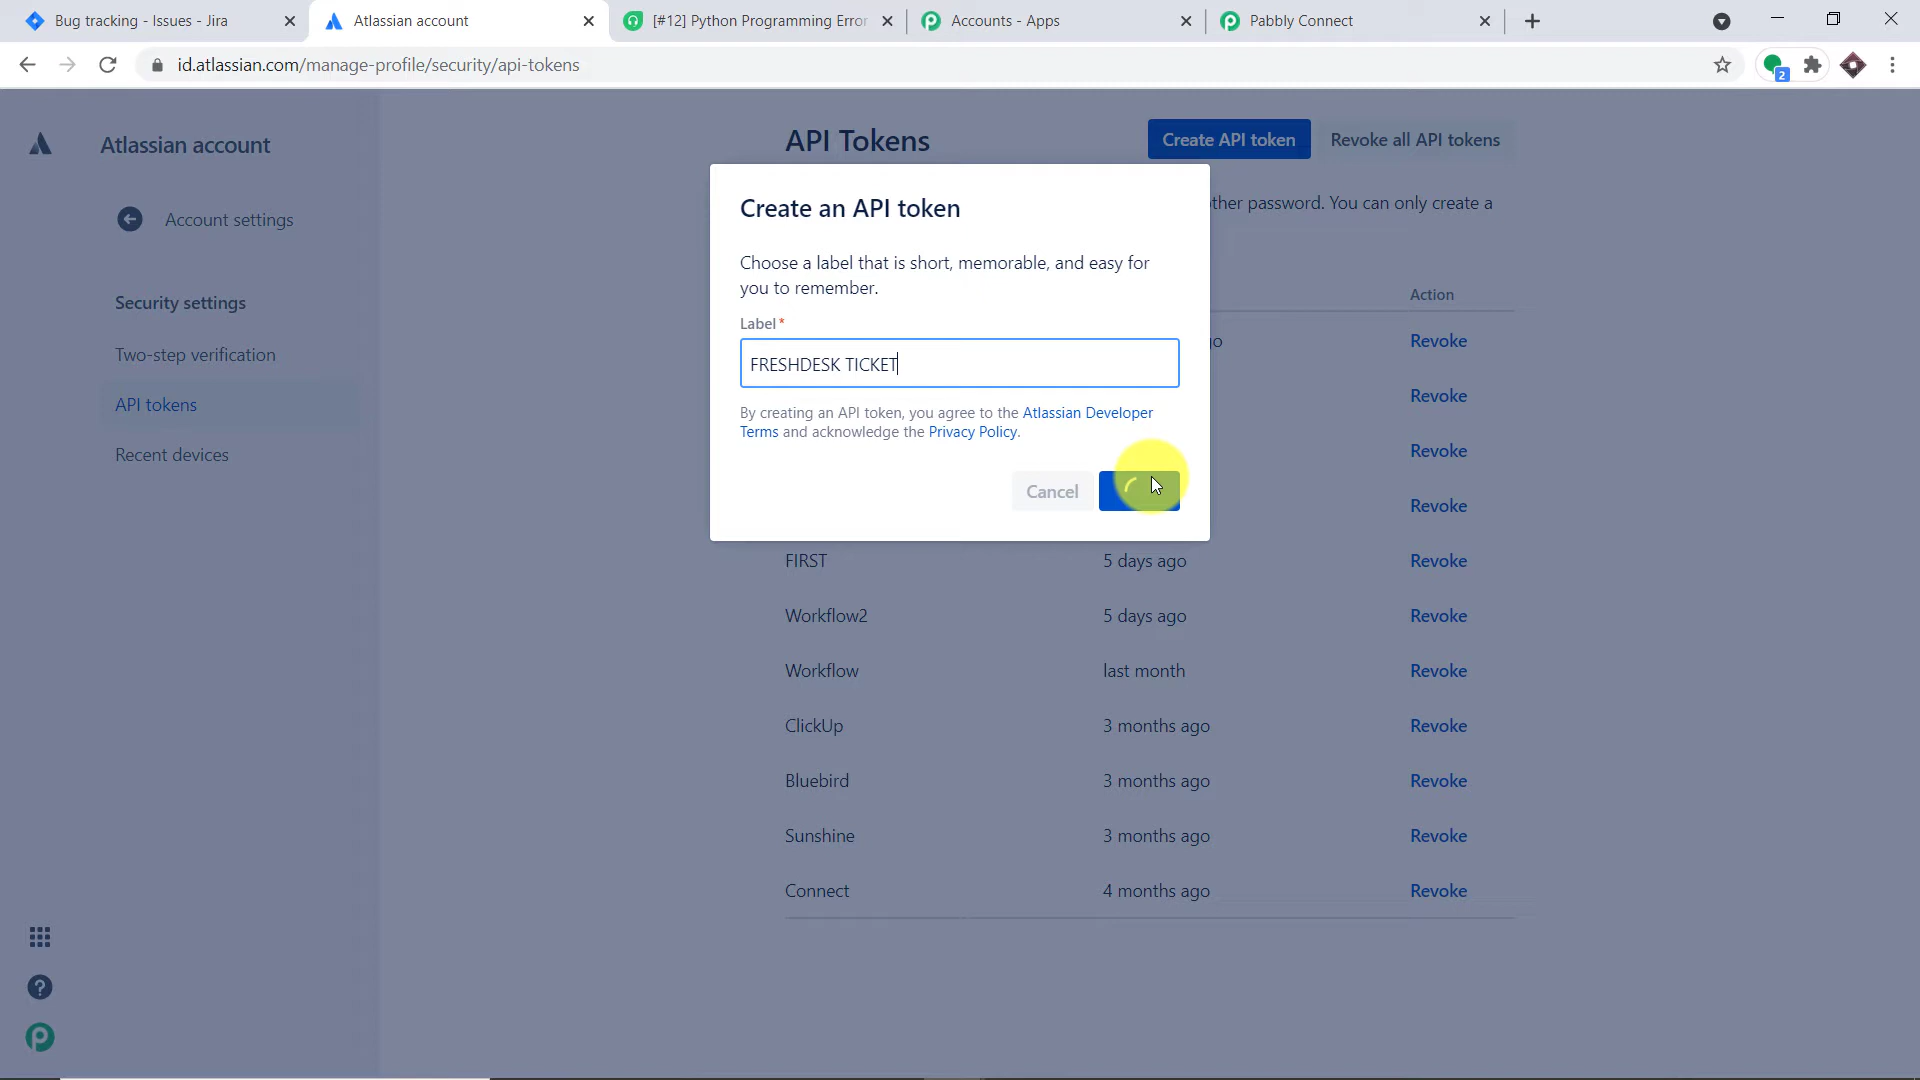 Bug tracking - Issues - Jira
Atlassian account
[#12] Python Programming Error
Accounts - Apps
Pabbly Connect
id.atlassian.com/manage-profile/security/api-tokens
2
Atlassian account
API Tokens
Create API token
Revoke all API tokens
Account settings
ther password. You can only create a
Create an API token
Choose a label that is short, memorable, and easy for
you to remember.
Label *
FRESHDESK TICKET
By creating an API token, you agree to the Atlassian Developer
Terms and acknowledge the Privacy Policy.
Cancel
Security settings
Two-step verification
API tokens
Recent devices
Action
go Revoke
Revoke
Revoke
Revoke
FIRST 5 days ago Revoke
Workflow2 5 days ago Revoke
Workflow last month Revoke
ClickUp 3 months ago Revoke
Bluebird 3 months ago Revoke
Sunshine 3 months ago Revoke
Connect 4 months ago Revoke